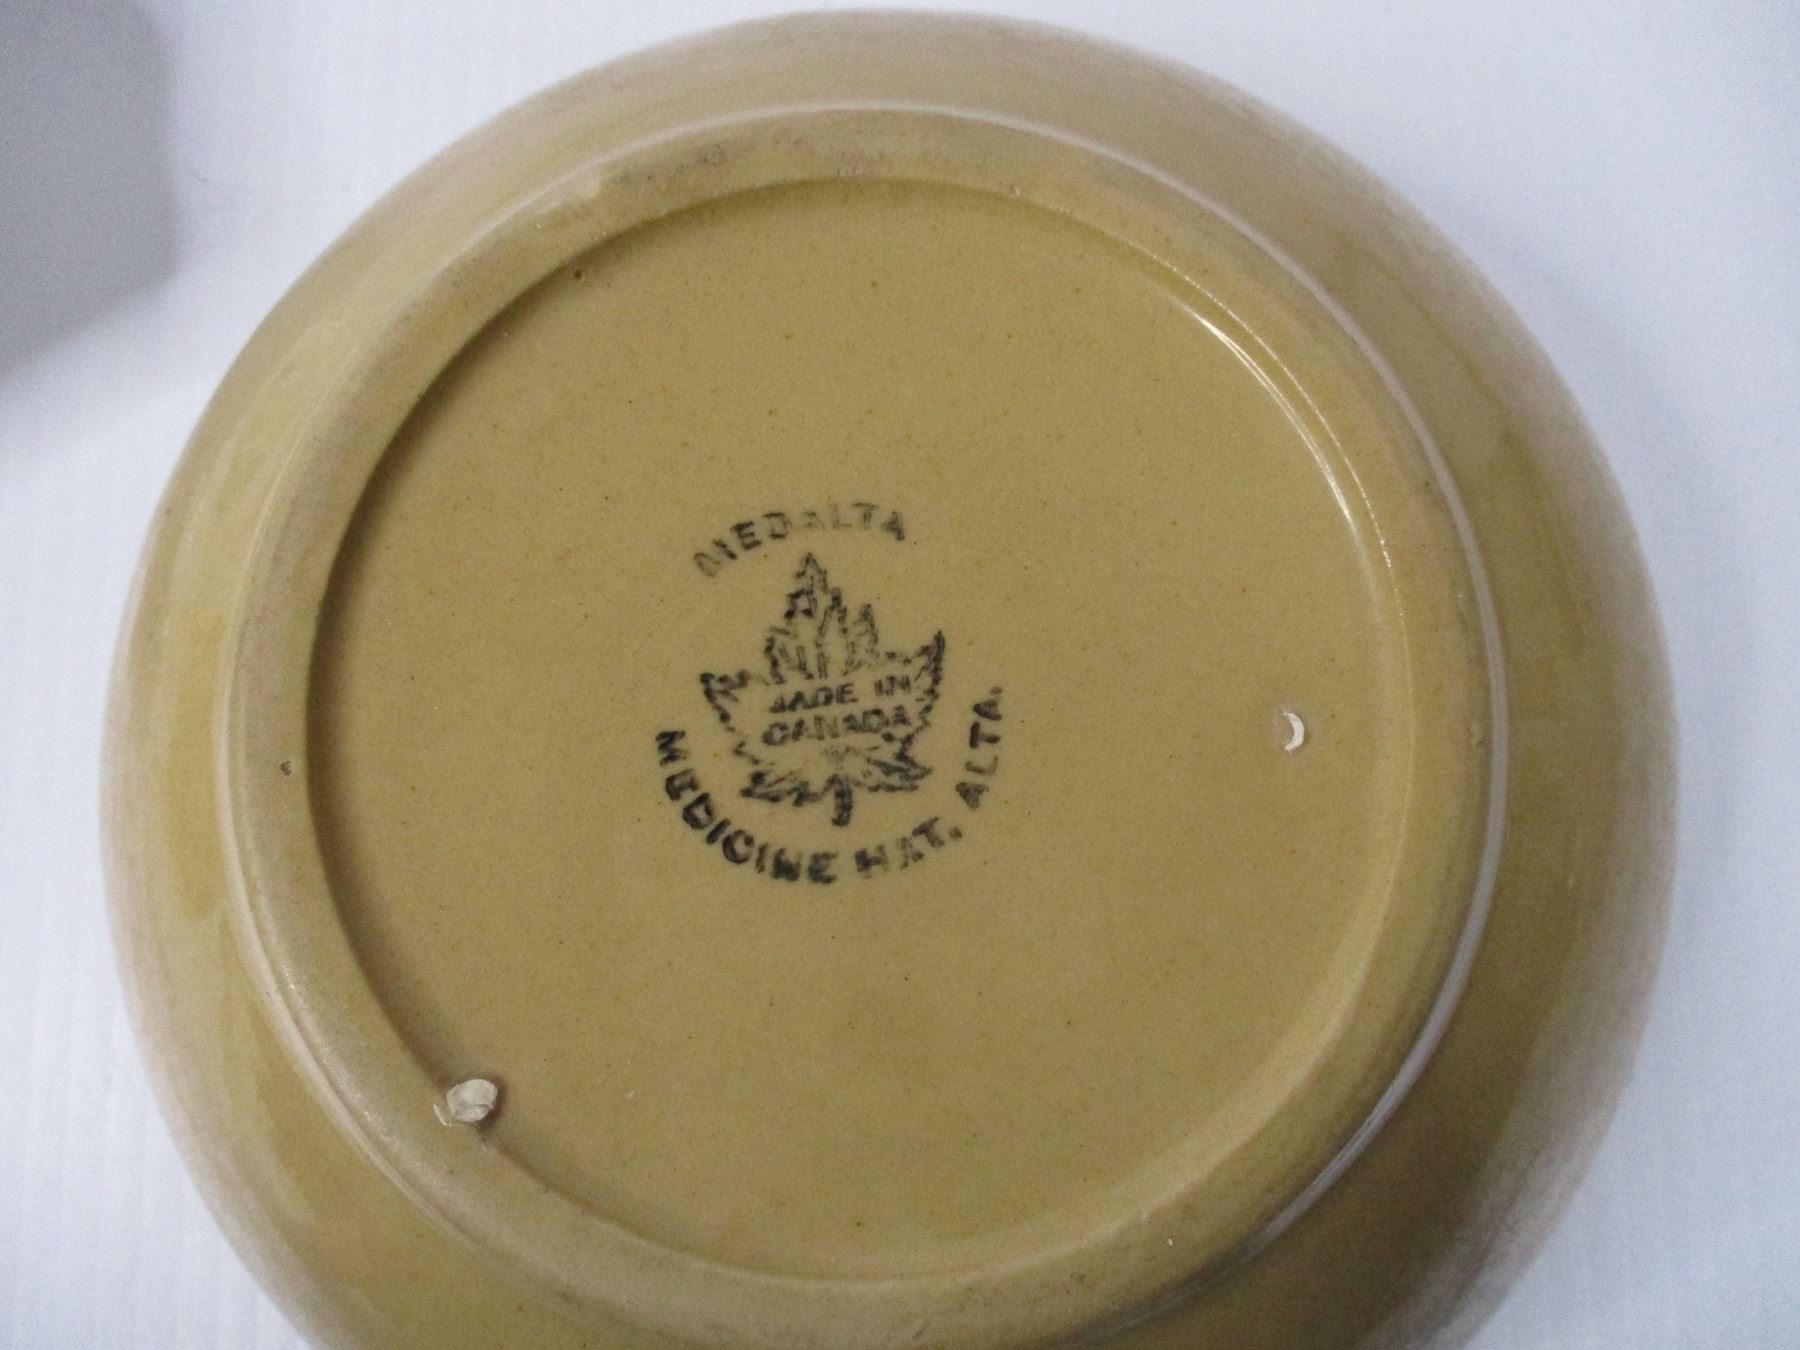 MEDALTA
MADE IN
CANADA
MEDICINE HAT. ALTA.